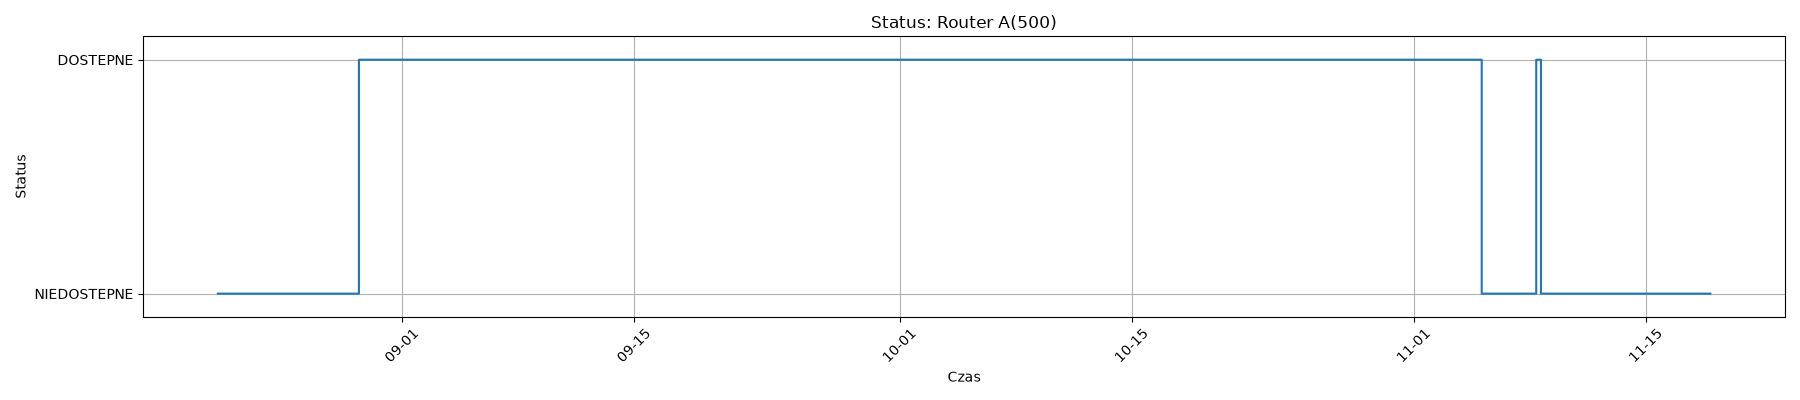 Status: Router A(500)
DOSTEPNE
NIEDOSTEPNE
Status
09-01
09-15
10-01
10-15
11-01
11-15
Czas